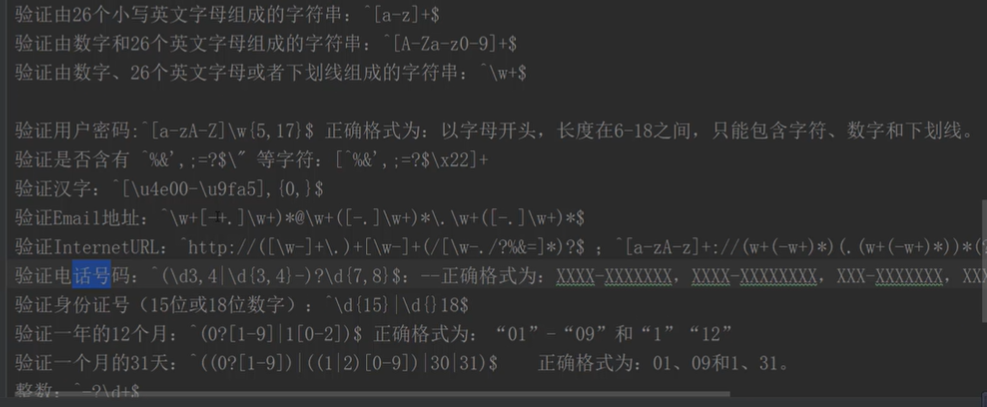 验证由26个小写英文字母组成的字符串：^[a-z]+$
验证由数字和26个英文字母组成的字符串：^[A-Za-z0-9]+$
验证由数字、26个英文字母或者下划线组成的字符串：^\w+$
验证用户密码:^[a-zA-Z]\w{5,17}$ 正确格式为：以字母开头，长度在6-18之间，只能包含字符、数字和下划线。
验证是否含有 ^%&',;=?$\" 等字符：[^%&',;=?$\x22]+
验证汉字：^[\u4e00-\u9fa5],{0,}$
验证Email地址：^\w+[-+.]\w+)*@\w+([-.]\w+)*\.\w+([-.]\w+)*$
验证InternetURL：^http://([\w-]+\.)+[\w-]+(/[\w-./?%&=]*)?$ ；^[a-zA-z]+://(w+(-w+)*)(.(w+(-w+)*))*(?
验证电话号码：^(\d3,4|\d{3,4}-)?\d{7,8}$：--正确格式为：XXXX-XXXXXXX，XXXX-XXXXXXXX，XXX-XXXXXXX，XXX
验证身份证号（15位或18位数字）：^\d{15}|\d{}18$
验证一年的12个月：^(0?[1-9]|1[0-2])$ 正确格式为：“01”-“09”和“1”“12”
验证一个月的31天：^((0?[1-9])|((1|2)[0-9])|30|31)$ 正确格式为：01、09和1、31。
整数：^-?\d+$